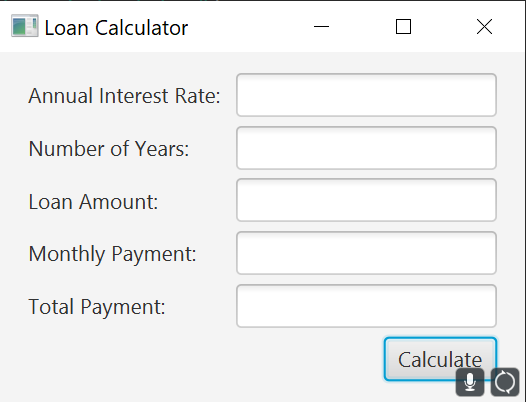 Loan Calculator
Annual Interest Rate:
Number of Years:
Loan Amount:
Monthly Payment:
Total Payment:
Calculate